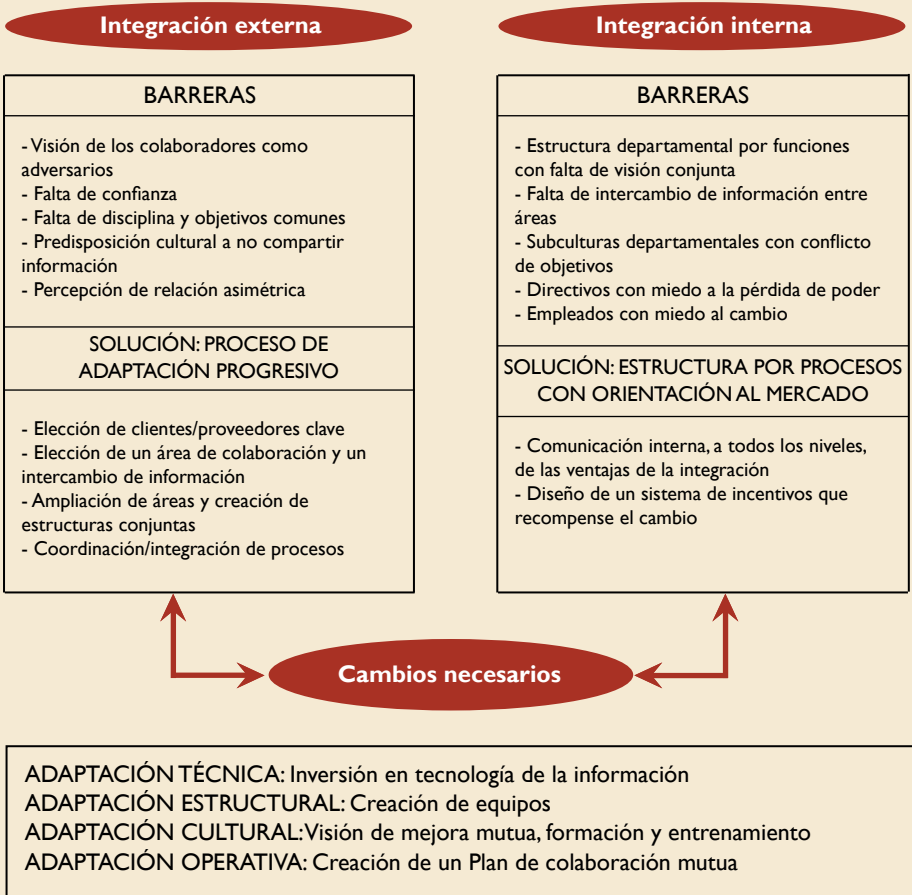 Integración externa
BARRERAS
- Visión de los colaboradores como
adversarios
- Falta de confianza
- Falta de disciplina y objetivos comunes
- Predisposición cultural a no compartir
información
- Percepción de relación asimétrica
SOLUCIÓN: PROCESO DE
ADAPTACIÓN PROGRESIVO
- Elección de clientes/proveedores clave
- Elección de un área de colaboración y un
intercambio de información
- Ampliación de áreas y creación de
estructuras conjuntas
- Coordinación/integración de procesos
Integración interna
BARRERAS
- Estructura departamental por funciones
con falta de visión conjunta
- Falta de intercambio de información entre
áreas
- Subculturas departamentales con conflicto
de objetivos
- Directivos con miedo a la pérdida de poder
- Empleados con miedo al cambio
SOLUCIÓN: ESTRUCTURA POR PROCESOS
CON ORIENTACIÓN AL MERCADO
- Comunicación interna, a todos los niveles,
de las ventajas de la integración
- Diseño de un sistema de incentivos que
recompense el cambio
Cambios necesarios
ADAPTACIÓN TÉCNICA: Inversión en tecnología de la información
ADAPTACIÓN ESTRUCTURAL: Creación de equipos
ADAPTACIÓN CULTURAL: Visión de mejora mutua, formación y entrenamiento
ADAPTACIÓN OPERATIVA: Creación de un Plan de colaboración mutua